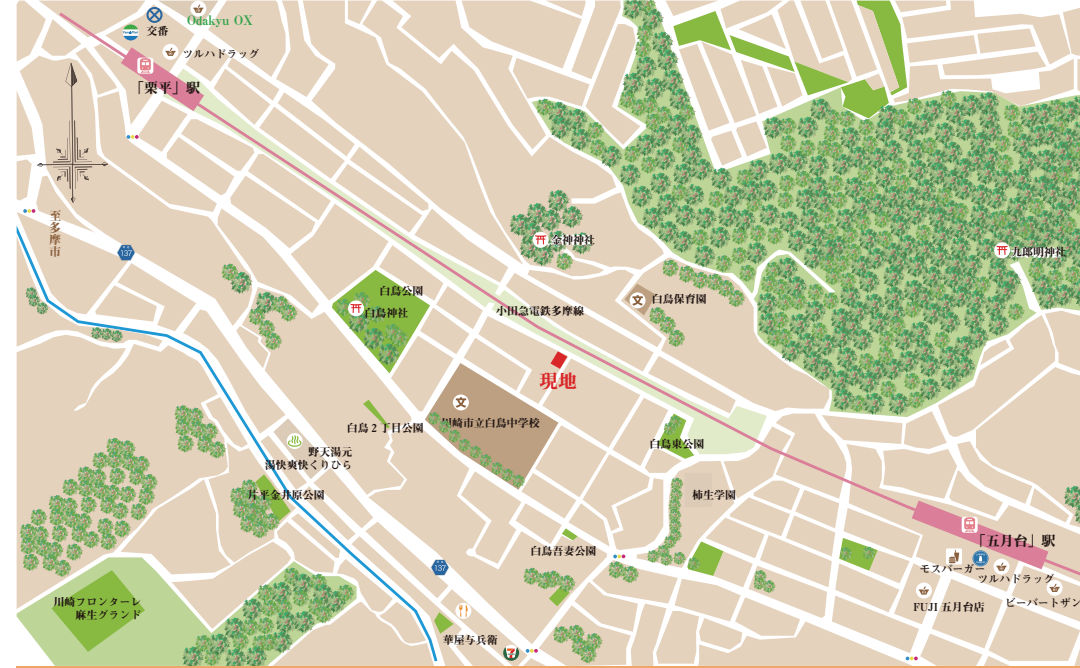 Odakyu OX
交番
FamilyMart
ツルハドラッグ
「栗平」駅
至多摩市
137
金神神社
九郎明神社
白鳥公園
白鳥神社
文
白鳥保育園
小田急電鉄多摩線
現地
文
川崎市立白鳥中学校
白鳥2丁目公園
白鳥東公園
野天湯元
湯快爽快くりひら
片平金井原公園
柿生学園
「五月台」駅
白鳥吾妻公園
モスバーガー
ツルハドラッグ
137
川崎フロンターレ
麻生グランド
FUJI 五月台店
ビーバートザン
華屋与兵衛
7